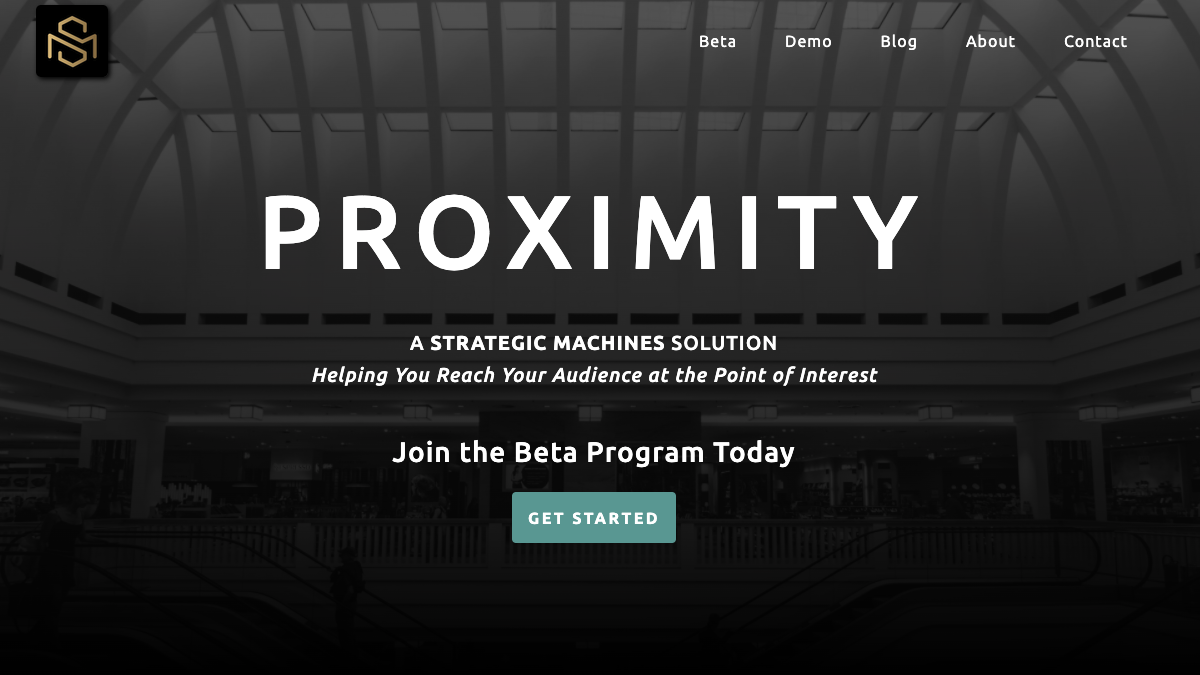 Beta Demo Blog About Contact
PROXIMITY
A STRATEGIC MACHINES SOLUTION
Helping You Reach Your Audience at the Point of Interest
Join the Beta Program Today
GET STARTED